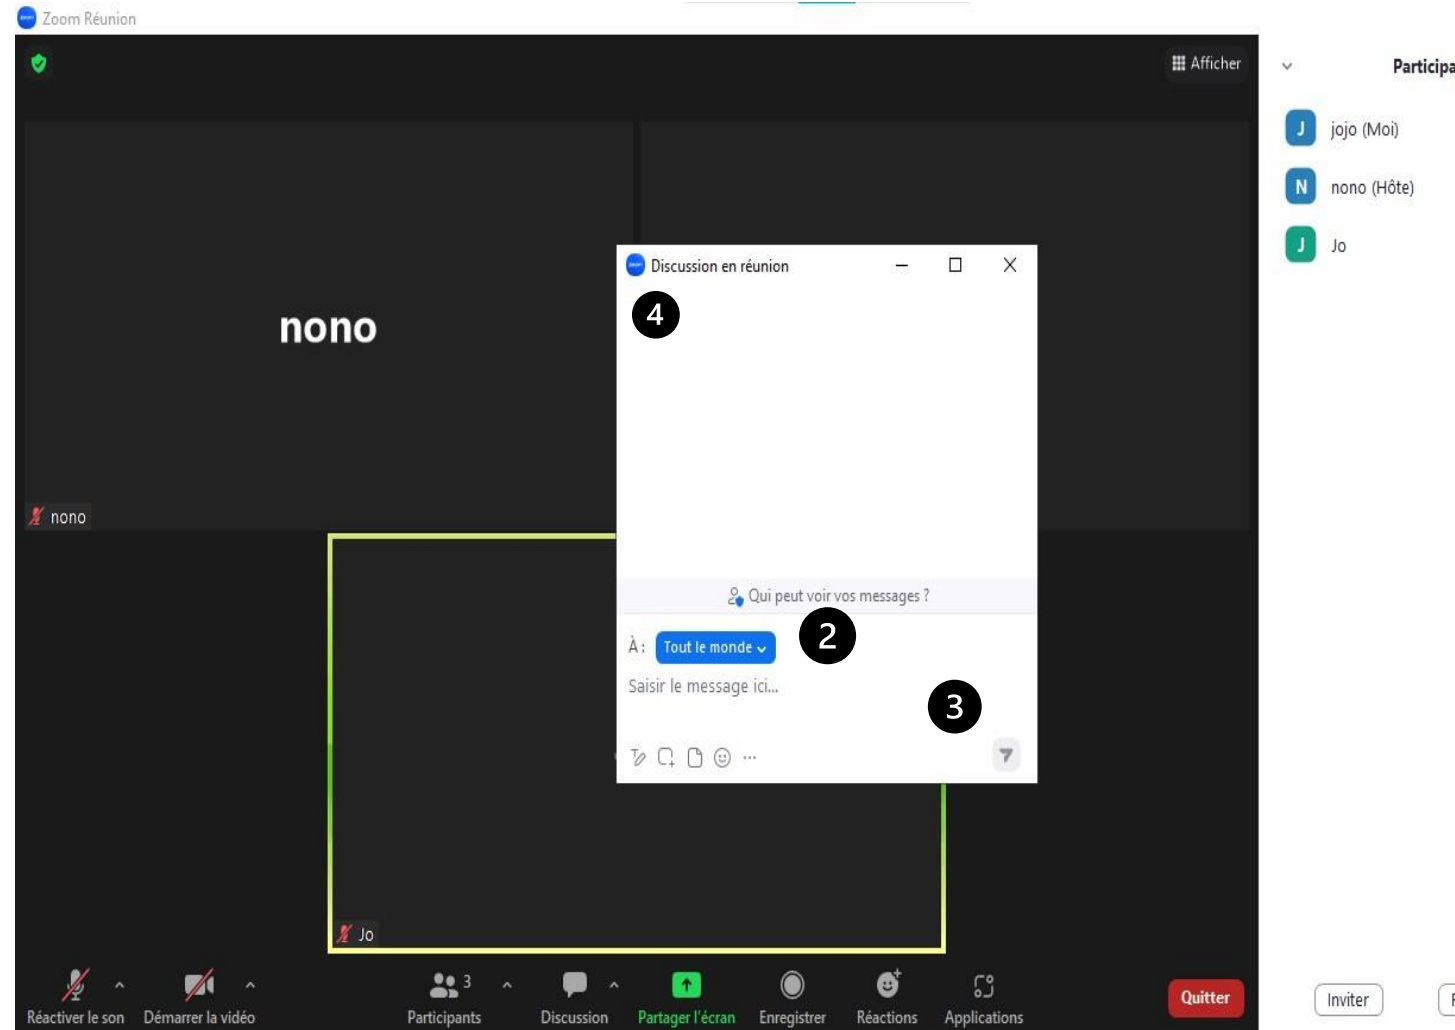 Zoom Réunion
Afficher
nono
nono
Jo
Discussion en réunion
4
Qui peut voir vos messages ?
2
À : Tout le monde
Saisir le message ici...
3
...
Réactiver le son
Démarrer la vidéo
Participants 3
Discussion
Partager l'écran
Enregistrer
Réactions
Applications
Quitter
Participa
J jojo (Moi)
N nono (Hôte)
J Jo
Inviter